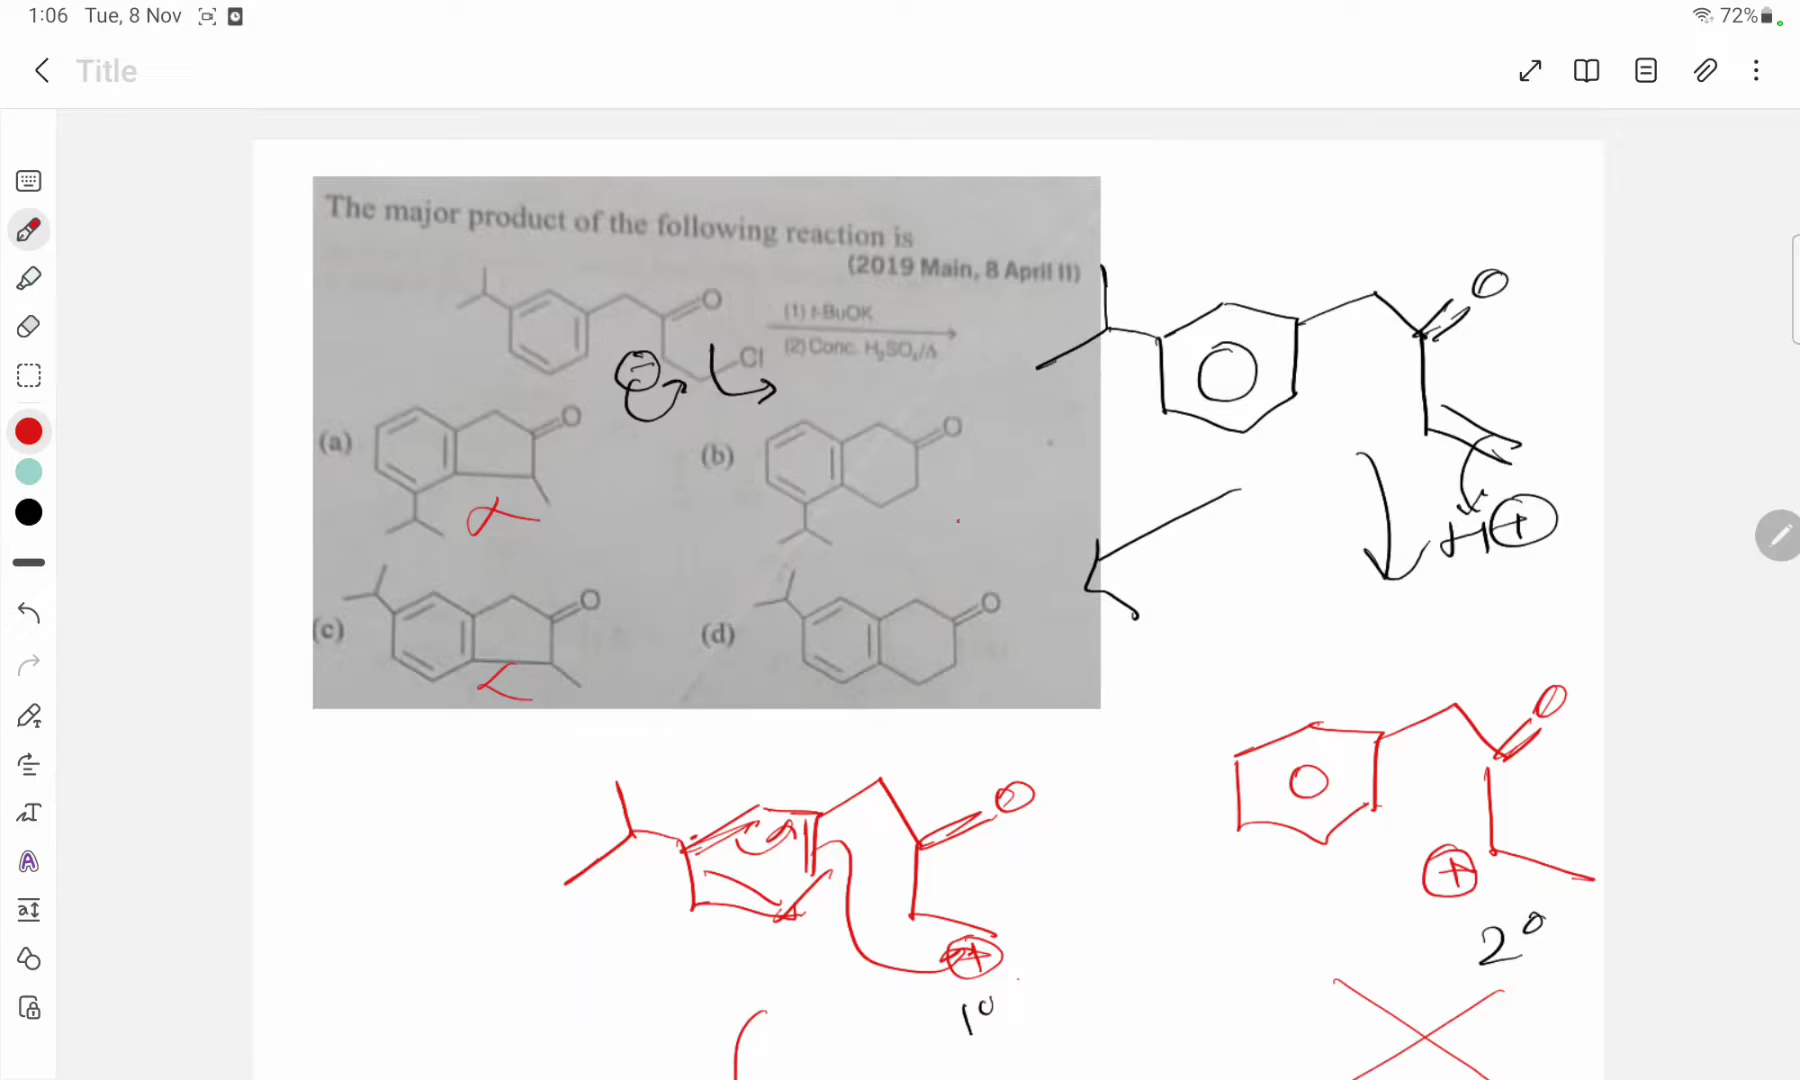 1:06 Tue, 8 Nov
72%
Title
The major product of the following reaction is
(2019 Main, 8 April II)
O
(1) t-BuOK
(2) Conc. H₂SO₄/Δ
Cl
−
O
(a)
O
(b)
O
H⊕
(c)
O
(d)
O
O
O
+
+
2°
1°